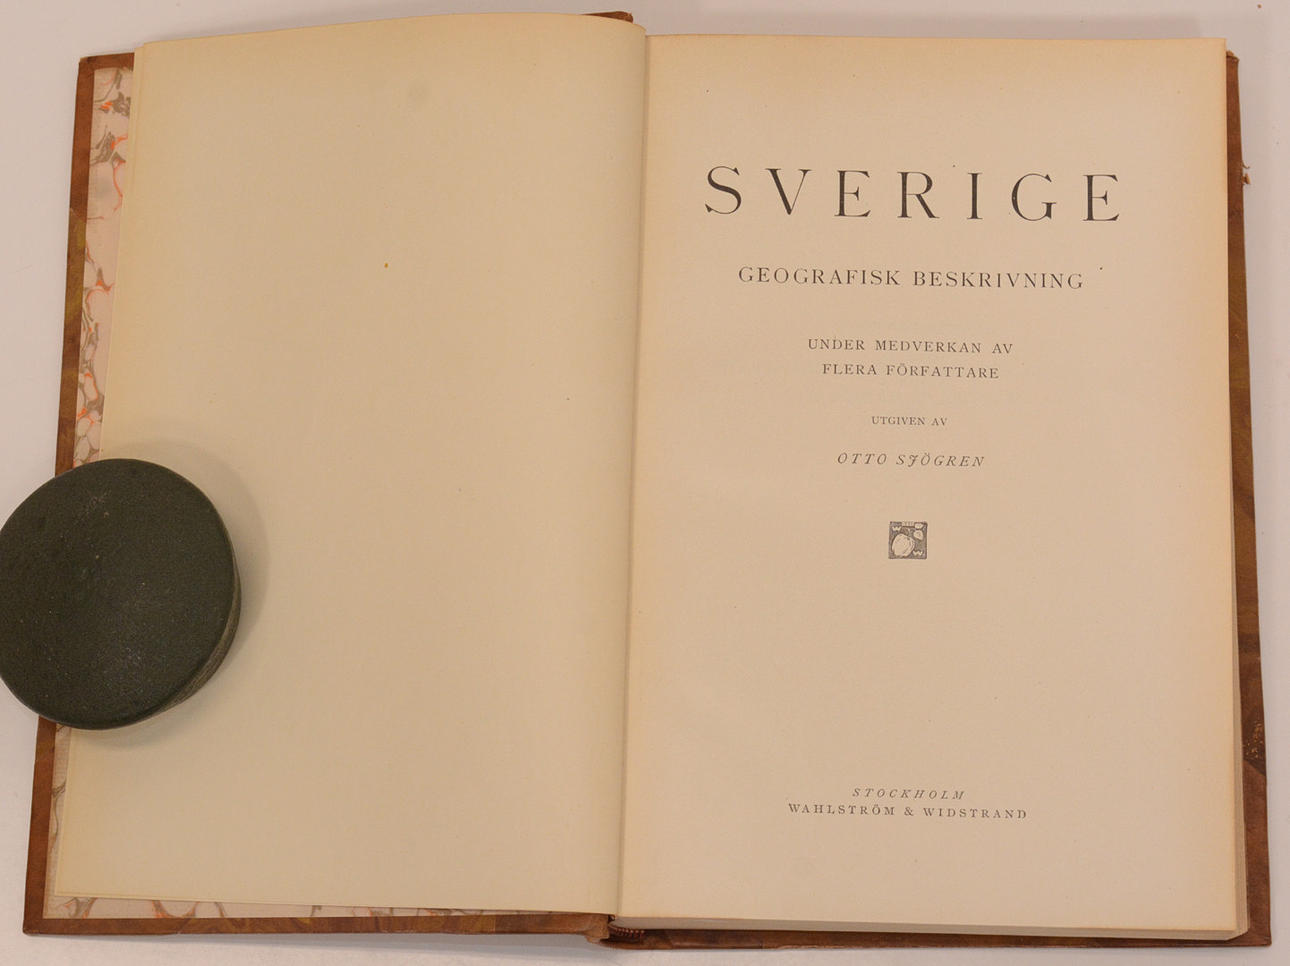 SVERIGE
GEOGRAFISK BESKRIVNING
UNDER MEDVERKAN AV
FLERA FÖRFATTARE
UTGIVEN AV
OTTO SJÖGREN
W W
STOCKHOLM
WAHLSTRÖM & WIDSTRAND